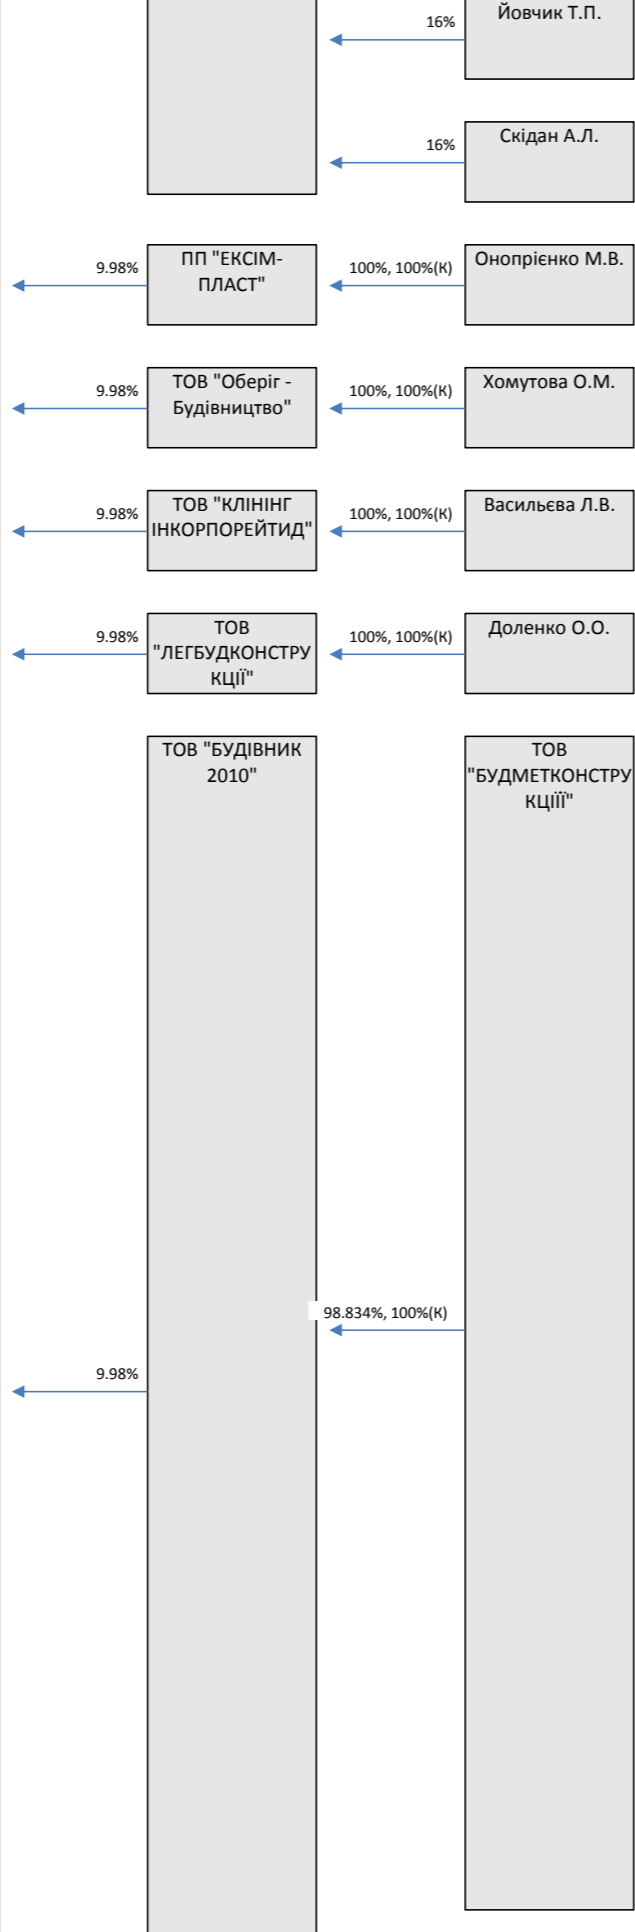 16%
Йовчик Т.П.
16%
Скідан А.Л.
9.98%
ПП "ЕКСІМ-
ПЛАСТ"
100%, 100%(К)
Онопрієнко М.В.
9.98%
ТОВ "Оберіг -
Будівництво"
100%, 100%(К)
Хомутова О.М.
9.98%
ТОВ "КЛІНІНГ
ІНКОРПОРЕЙТИД"
100%, 100%(К)
Васильєва Л.В.
9.98%
ТОВ
"ЛЕГБУДКОНСТРУ
КЦІЇ"
100%, 100%(К)
Доленко О.О.
ТОВ "БУДІВНИК
2010"
ТОВ
"БУДМЕТКОНСТРУ
КЦІЇЇ"
98.834%, 100%(К)
9.98%